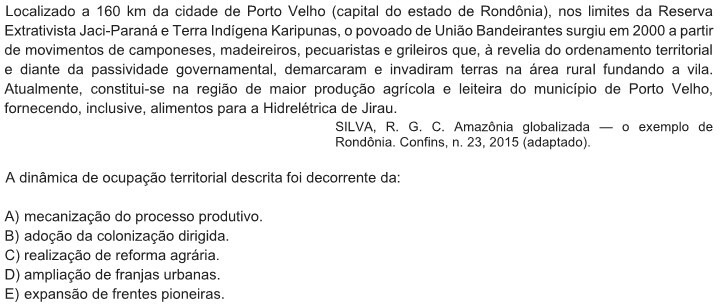 Localizado a 160 km da cidade de Porto Velho (capital do estado de Rondônia), nos limites da Reserva
Extrativista Jaci-Paraná e Terra Indígena Karipunas, o povoado de União Bandeirantes surgiu em 2000 a partir
de movimentos de camponeses, madeireiros, pecuaristas e grileiros que, à revelia do ordenamento territorial
e diante da passividade governamental, demarcaram e invadiram terras na área rural fundando a vila.
Atualmente, constitui-se na região de maior produção agrícola e leiteira do município de Porto Velho,
fornecendo, inclusive, alimentos para a Hidrelétrica de Jirau.
SILVA, R. G. C. Amazônia globalizada — o exemplo de
Rondônia. Confins, n. 23, 2015 (adaptado).
A dinâmica de ocupação territorial descrita foi decorrente da:
A) mecanização do processo produtivo.
B) adoção da colonização dirigida.
C) realização de reforma agrária.
D) ampliação de franjas urbanas.
E) expansão de frentes pioneiras.